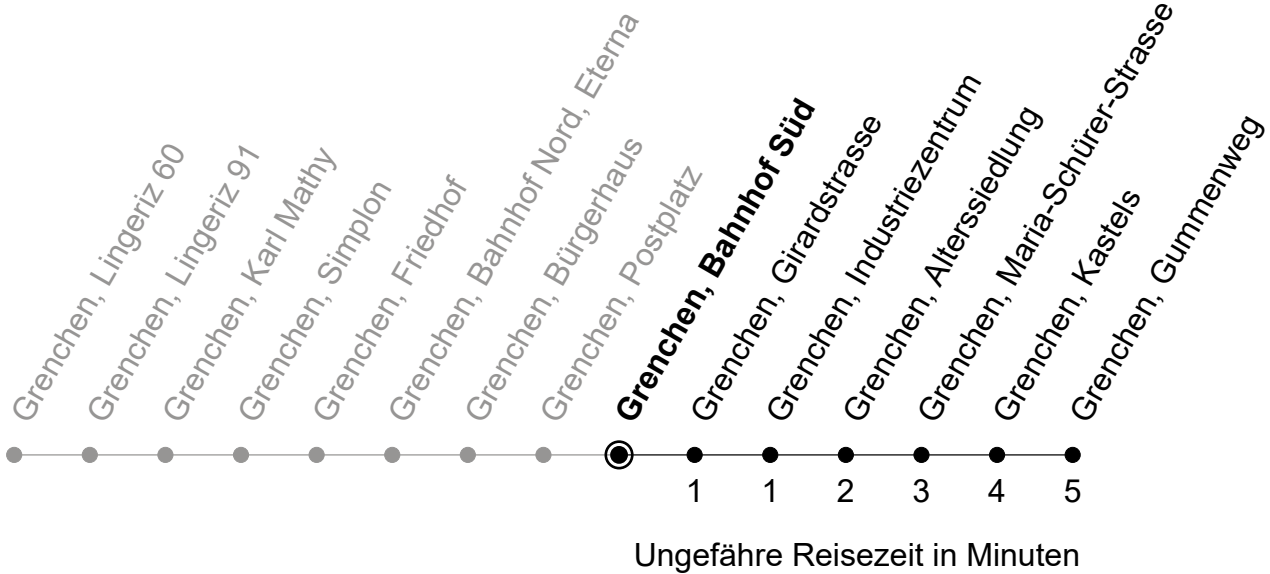 Grenchen, Lingeriz 60
Grenchen, Lingeriz 91
Grenchen, Karl Mathy
Grenchen, Simplon
Grenchen, Friedhof
Grenchen, Bahnhof Nord, Eterna
Grenchen, Bürgerhaus
Grenchen, Postplatz
Grenchen, Bahnhof Süd
Grenchen, Girardstrasse
Grenchen, Industriezentrum
Grenchen, Alterssiedlung
Grenchen, Maria-Schürer-Strasse
Grenchen, Kastels
Grenchen, Gummenweg
1 1 2 3 4 5
Ungefähre Reisezeit in Minuten